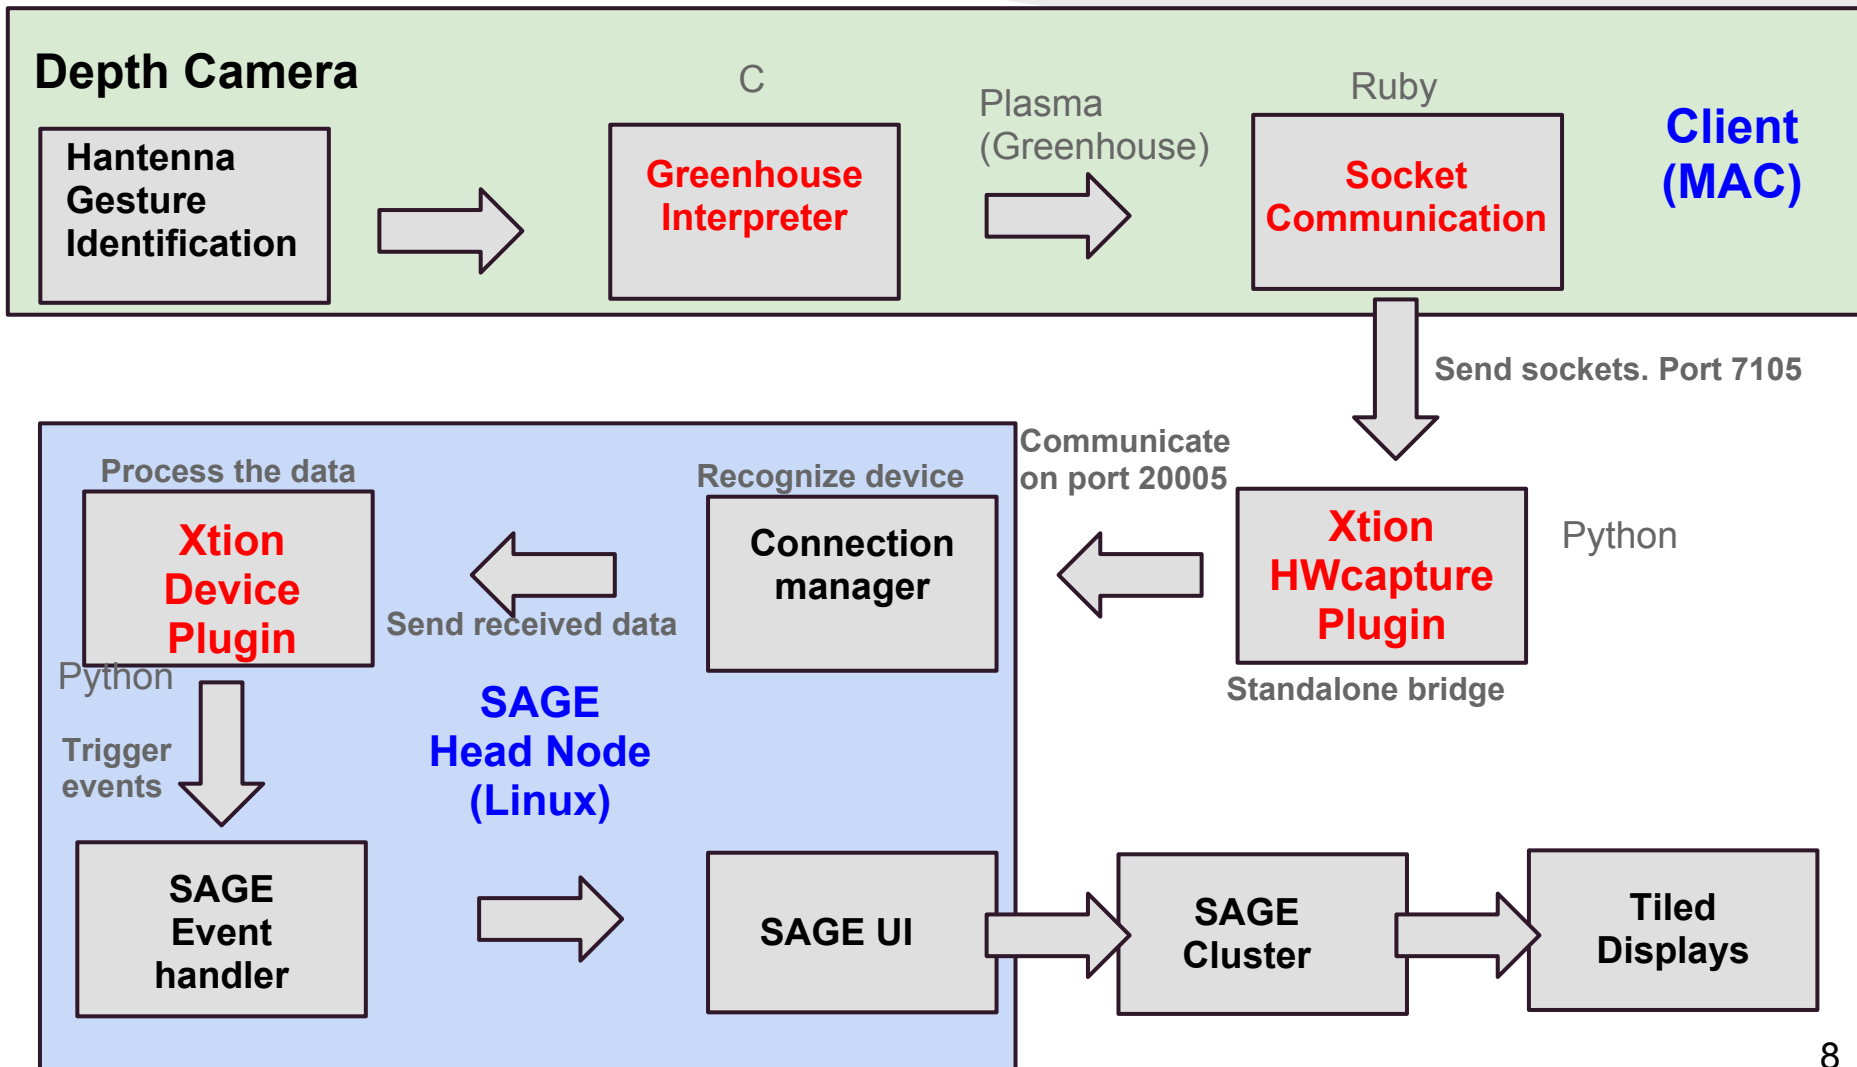 Depth Camera
C
Ruby
Plasma
(Greenhouse)
Client
(MAC)
Hantenna
Gesture
Identification
Greenhouse
Interpreter
Socket
Communication
Send sockets. Port 7105
Communicate
on port 20005
Process the data
Recognize device
Xtion
Device
Plugin
Connection
manager
Xtion
HWcapture
Plugin
Python
Send received data
Python
Standalone bridge
SAGE
Head Node
(Linux)
Trigger
events
SAGE
Event
handler
SAGE UI
SAGE
Cluster
Tiled
Displays
8